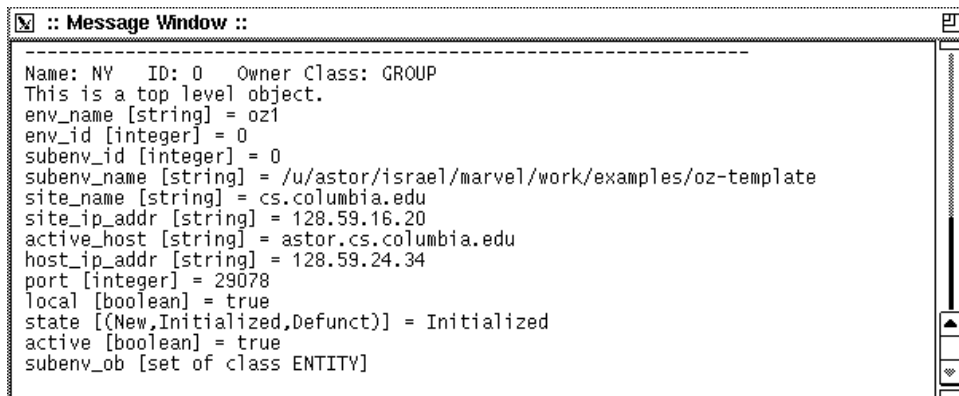 :: Message Window ::
--------------------------------------------------------------------
Name: NY   ID: 0   Owner Class: GROUP
This is a top level object.
env_name [string] = oz1
env_id [integer] = 0
subenv_id [integer] = 0
subenv_name [string] = /u/astor/israel/marvel/work/examples/oz-template
site_name [string] = cs.columbia.edu
site_ip_addr [string] = 128.59.16.20
active_host [string] = astor.cs.columbia.edu
host_ip_addr [string] = 128.59.24.34
port [integer] = 29078
local [boolean] = true
state [(New,Initialized,Defunct)] = Initialized
active [boolean] = true
subenv_ob [set of class ENTITY]